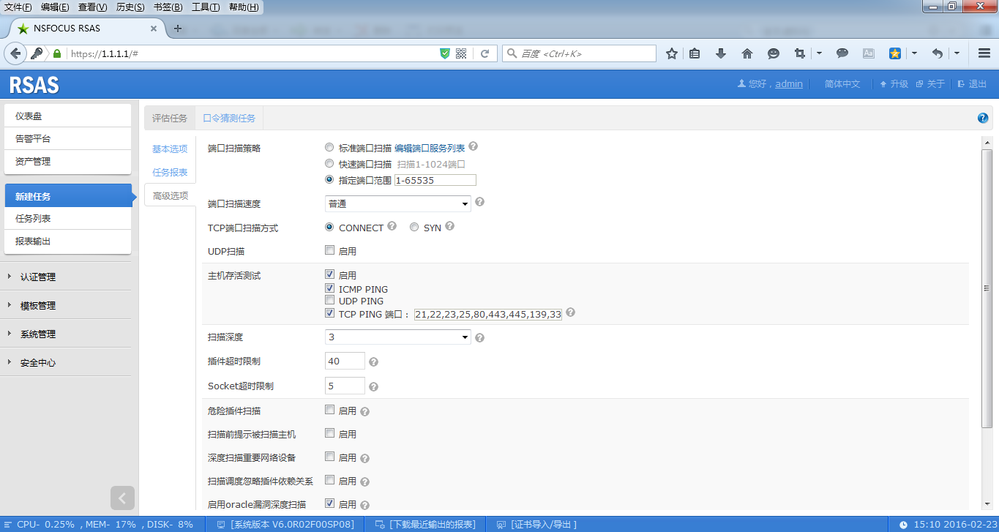 文件(F) 编辑(E) 查看(V) 历史(S) 书签(B) 工具(T) 帮助(H)
NSFOCUS RSAS
https://1.1.1.1/#
百度 <Ctrl+K>
RSAS
您好，admin 简体中文 升级 关于 退出
仪表盘
告警平台
资产管理
新建任务
任务列表
报表输出
认证管理
模板管理
系统管理
安全中心
评估任务 口令猜测任务
基本选项
任务报表
高级选项
端口扫描策略
标准端口扫描 编辑端口服务列表
快速端口扫描 扫描1-1024端口
指定端口范围 1-65535
端口扫描速度 普通
TCP端口扫描方式 CONNECT SYN
UDP扫描 启用
主机存活测试 启用
ICMP PING
UDP PING
TCP PING 端口： 21,22,23,25,80,443,445,139,33
扫描深度 3
插件超时限制 40
Socket超时限制 5
危险插件扫描 启用
扫描前提示被扫描主机 启用
深度扫描重要网络设备 启用
扫描调度忽略插件依赖关系 启用
启用oracle漏洞深度扫描 启用
CPU- 0.25% , MEM- 17% , DISK- 8% [系统版本 V6.0R02F00SP08] [下载最近输出的报表] [证书导入/导出 ] 15:10 2016-02-23